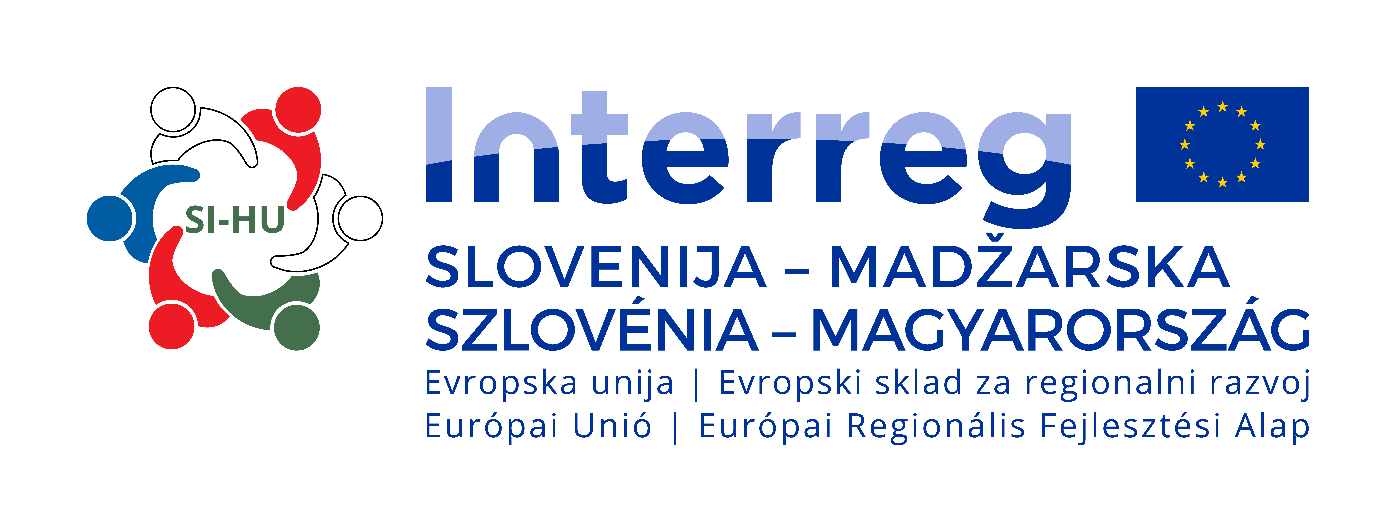 SI-HU
Interreg
SLOVENIJA – MADŽARSKA
SZLOVÉNIA – MAGYARORSZÁG
Evropska unija | Evropski sklad za regionalni razvoj
Európai Unió | Európai Regionális Fejlesztési Alap